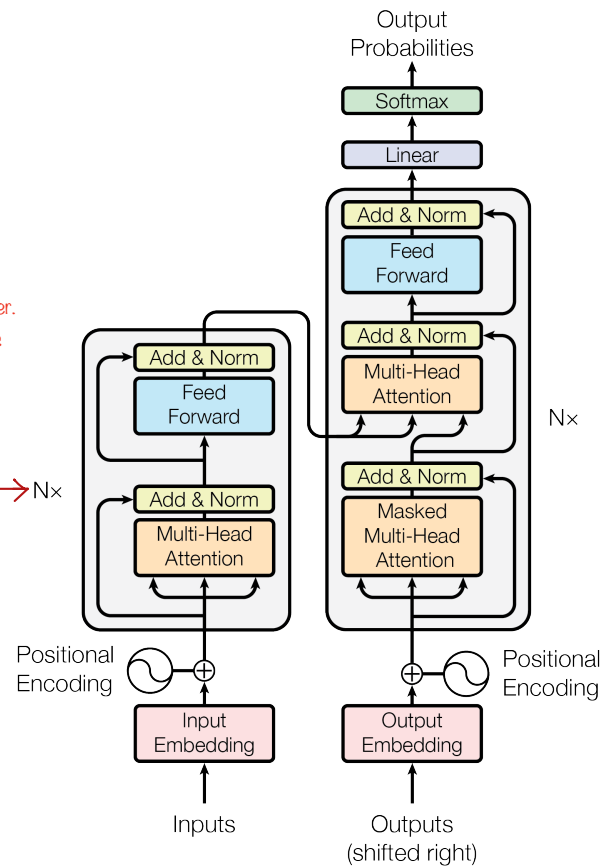 Output
Probabilities
Softmax
Linear
Add & Norm
Feed
Forward
Add & Norm
Multi-Head
Attention
Add & Norm
Masked
Multi-Head
Attention
Nx
Add & Norm
Feed
Forward
Add & Norm
Multi-Head
Attention
Nx
Positional
Encoding
Positional
Encoding
Input
Embedding
Output
Embedding
Inputs
Outputs
(shifted right)